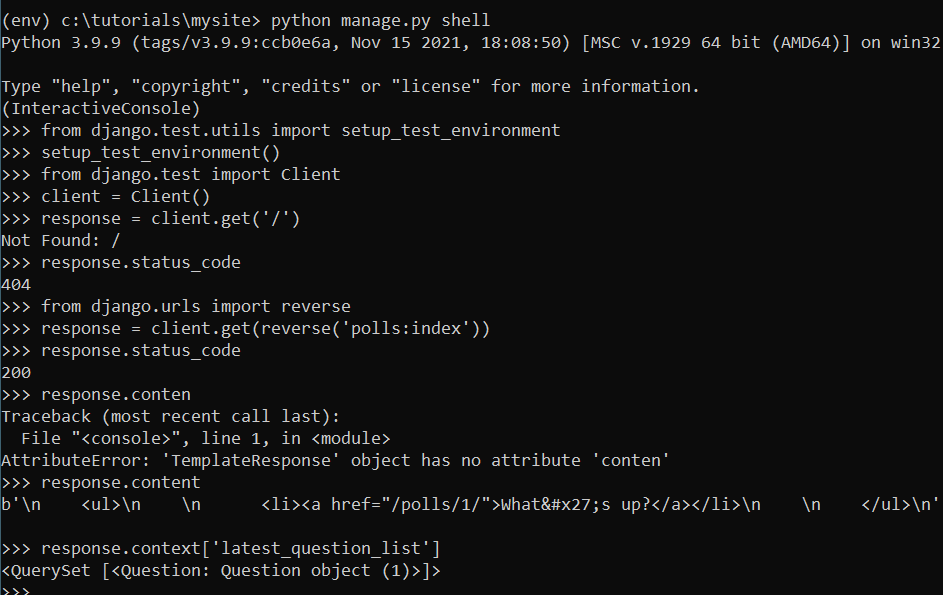 (env) c:\tutorials\mysite> python manage.py shell
Python 3.9.9 (tags/v3.9.9:ccb0e6a, Nov 15 2021, 18:08:50) [MSC v.1929 64 bit (AMD64)] on win32
Type "help", "copyright", "credits" or "license" for more information.
(InteractiveConsole)
>>> from django.test.utils import setup_test_environment
>>> setup_test_environment()
>>> from django.test import Client
>>> client = Client()
>>> response = client.get('/')
Not Found: /
>>> response.status_code
404
>>> from django.urls import reverse
>>> response = client.get(reverse('polls:index'))
>>> response.status_code
200
>>> response.conten
Traceback (most recent call last):
  File "<console>", line 1, in <module>
AttributeError: 'TemplateResponse' object has no attribute 'conten'
>>> response.content
b'\n    <ul>\n    \n      <li><a href="/polls/1/">What&#x27;s up?</a></li>\n    \n    </ul>\n'
>>> response.context['latest_question_list']
<QuerySet [<Question: Question object (1)>]>
>>>